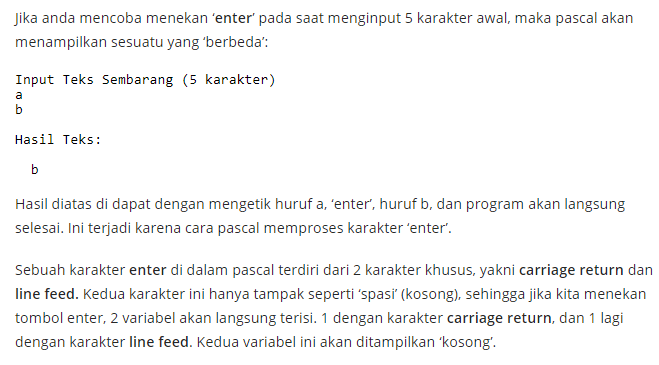 Jika anda mencoba menekan ‘enter’ pada saat menginput 5 karakter awal, maka pascal akan
menampilkan sesuatu yang ‘berbeda’:
Input Teks Sembarang (5 karakter)
a
b
Hasil Teks:
b
Hasil diatas di dapat dengan mengetik huruf a, ‘enter’, huruf b, dan program akan langsung
selesai. Ini terjadi karena cara pascal memproses karakter ‘enter’.
Sebuah karakter enter di dalam pascal terdiri dari 2 karakter khusus, yakni carriage return dan
line feed. Kedua karakter ini hanya tampak seperti ‘spasi’ (kosong), sehingga jika kita menekan
tombol enter, 2 variabel akan langsung terisi. 1 dengan karakter carriage return, dan 1 lagi
dengan karakter line feed. Kedua variabel ini akan ditampilkan ‘kosong’.